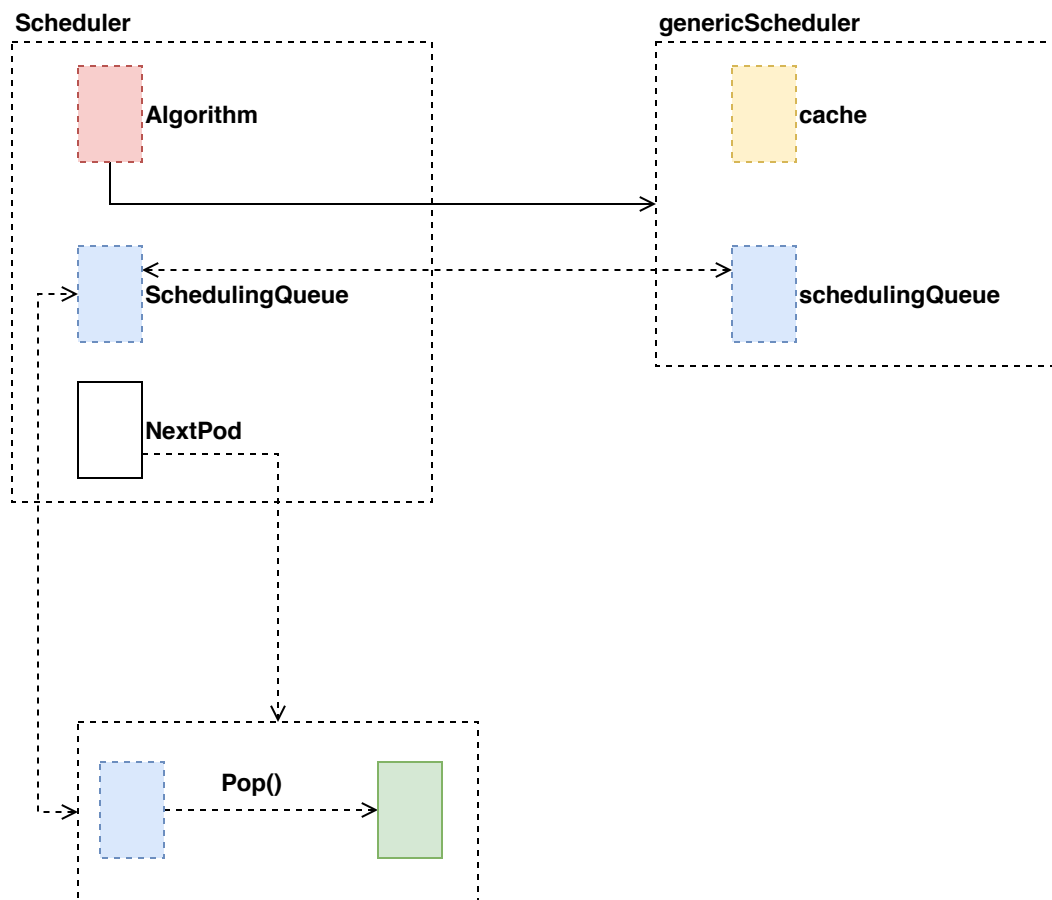 Scheduler
genericScheduler
Algorithm
cache
SchedulingQueue
schedulingQueue
NextPod
Pop()